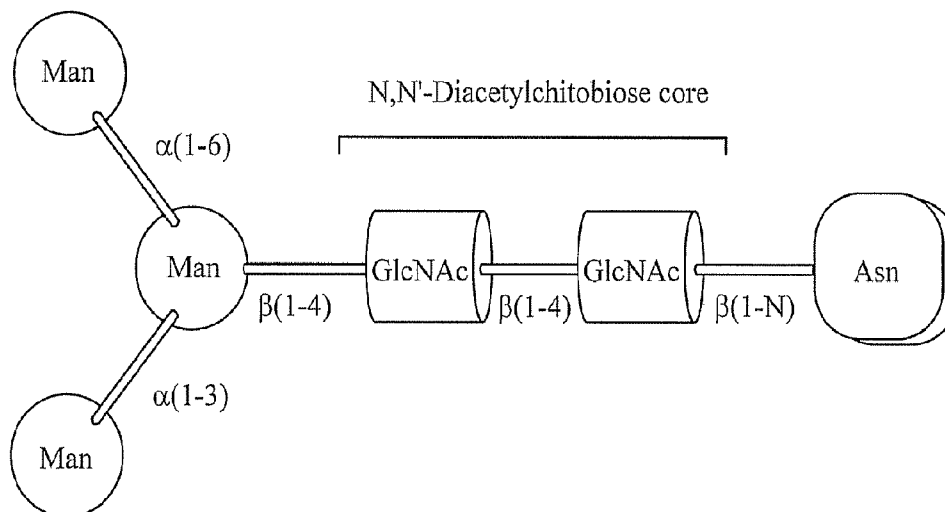 Man
N,N'-Diacetylchitobiose core
α(1-6)
Man
GlcNAc
GlcNAc
Asn
β(1-4)
β(1-4)
β(1-N)
α(1-3)
Man